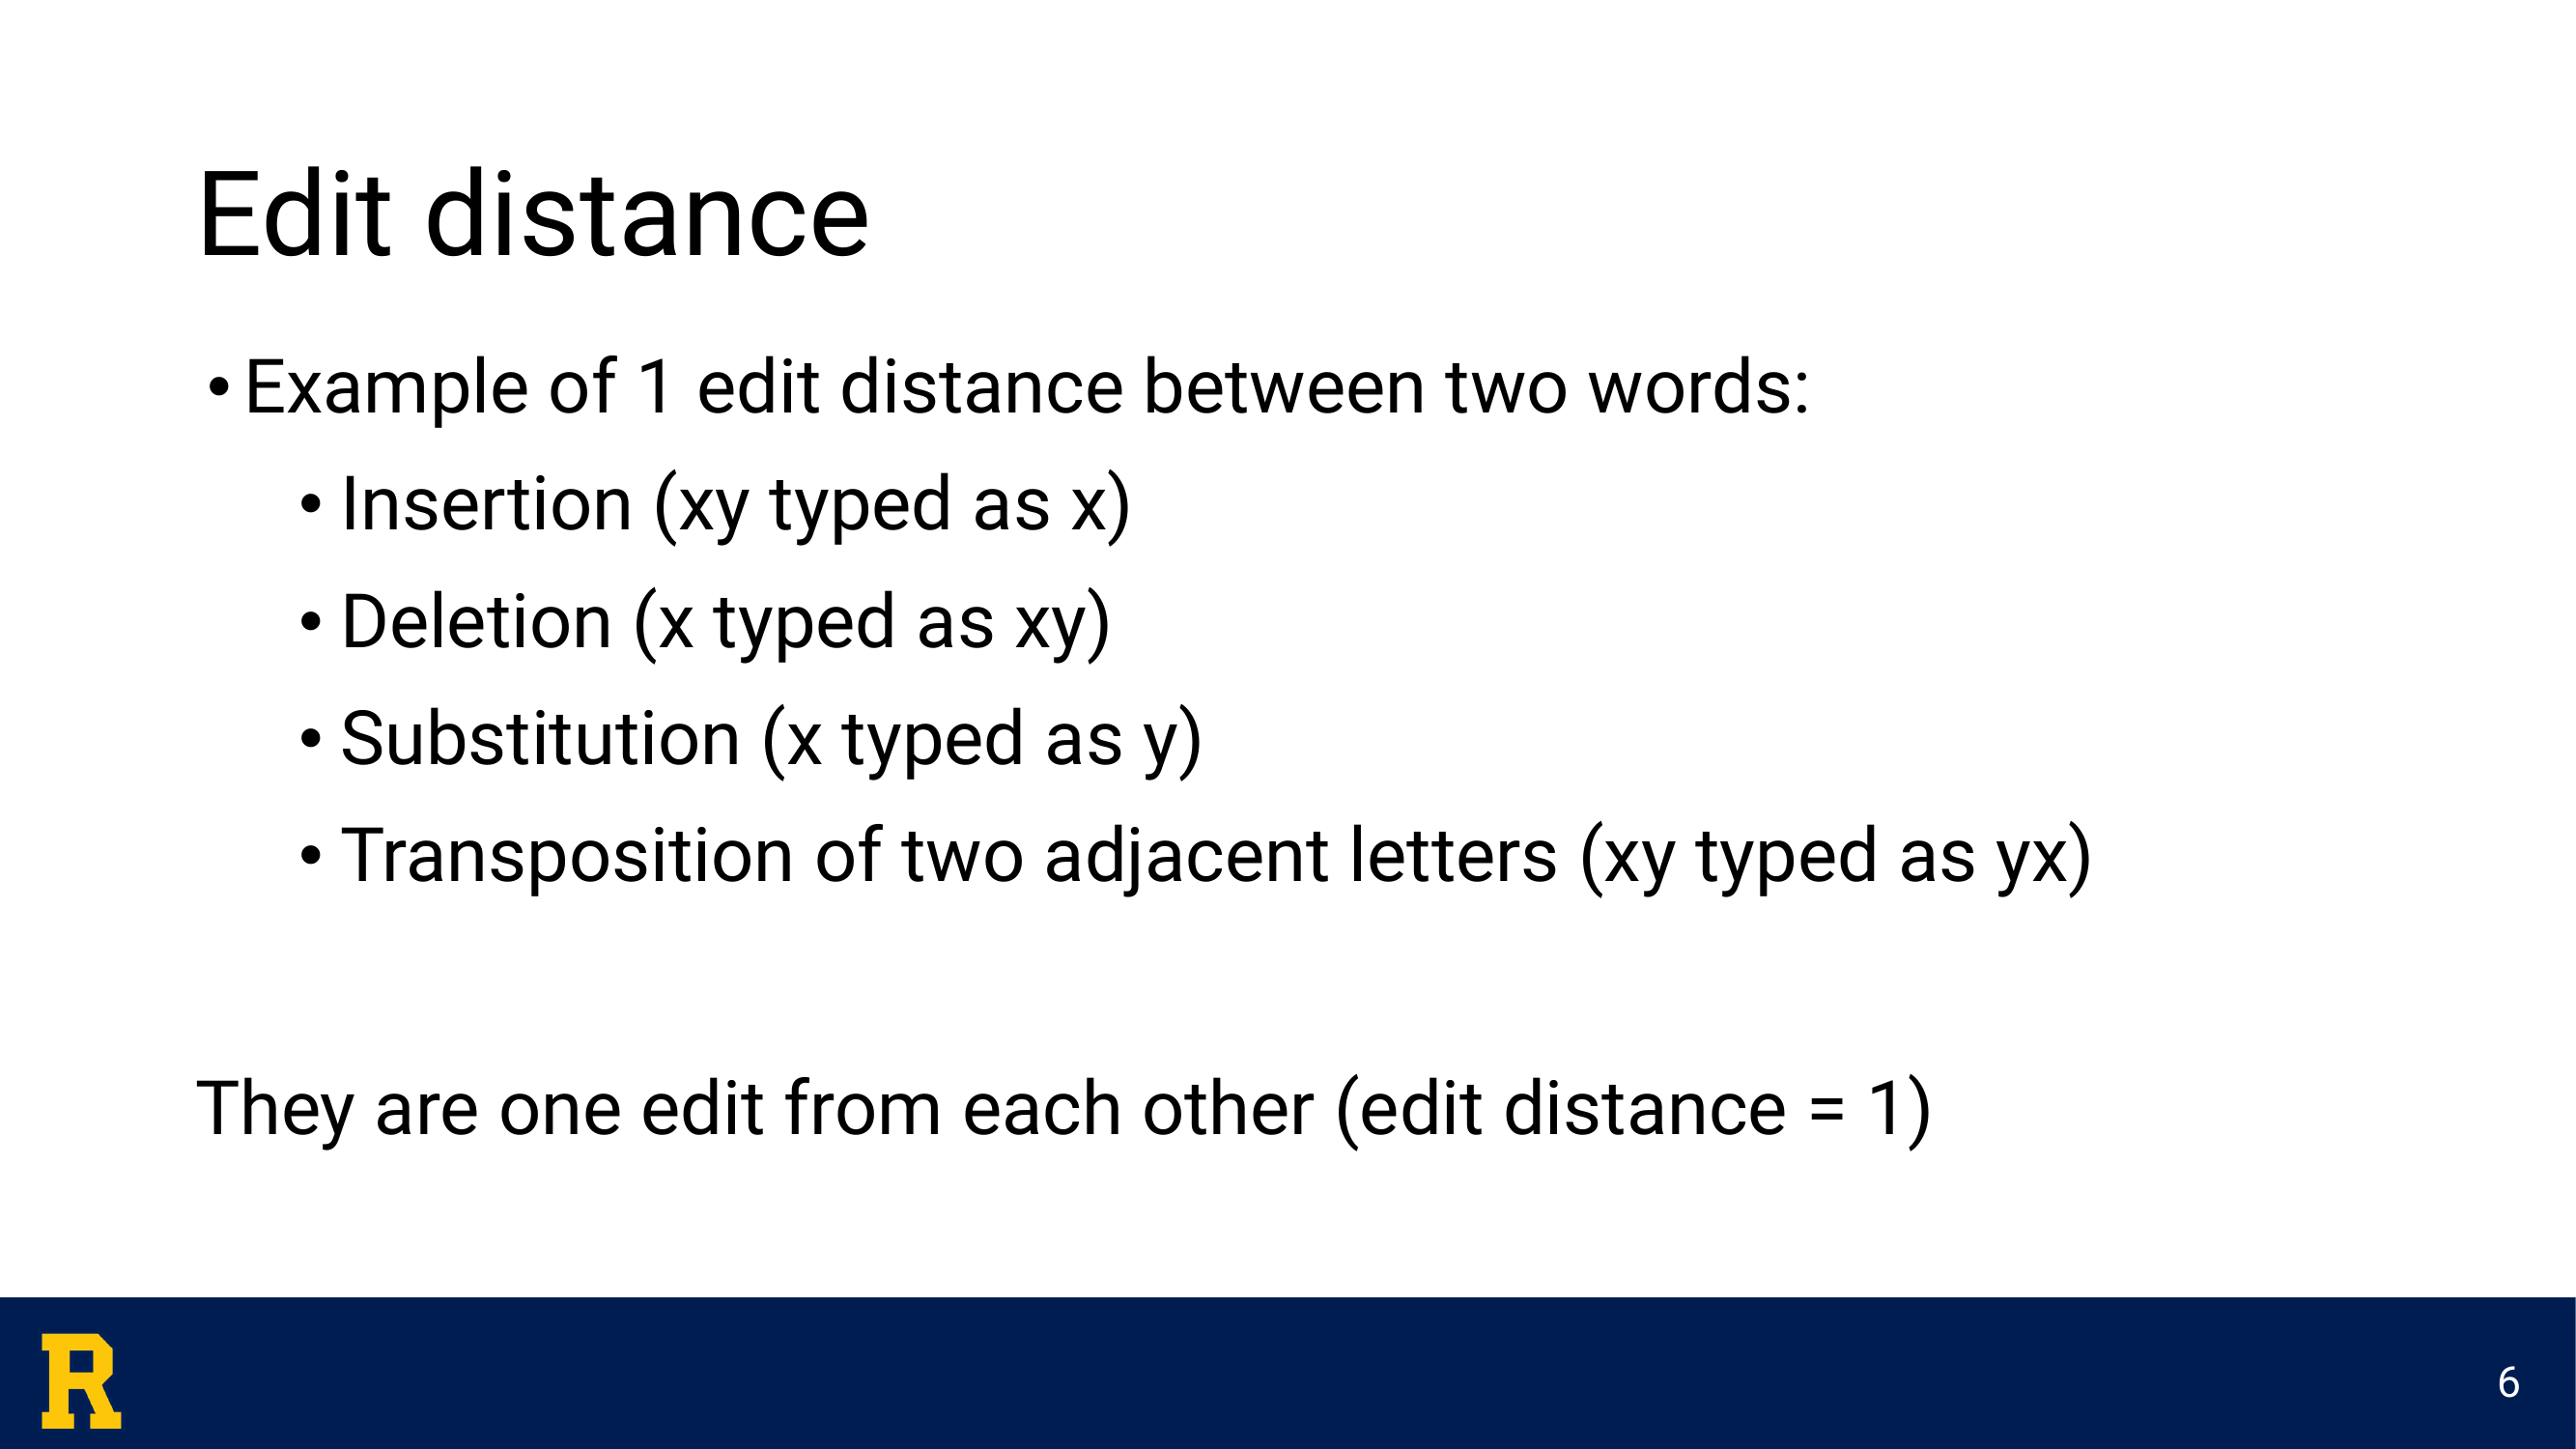 Edit distance
• Example of 1 edit distance between two words:
• Insertion (xy typed as x)
• Deletion (x typed as xy)
• Substitution (x typed as y)
• Transposition of two adjacent letters (xy typed as yx)
They are one edit from each other (edit distance = 1)
R
6